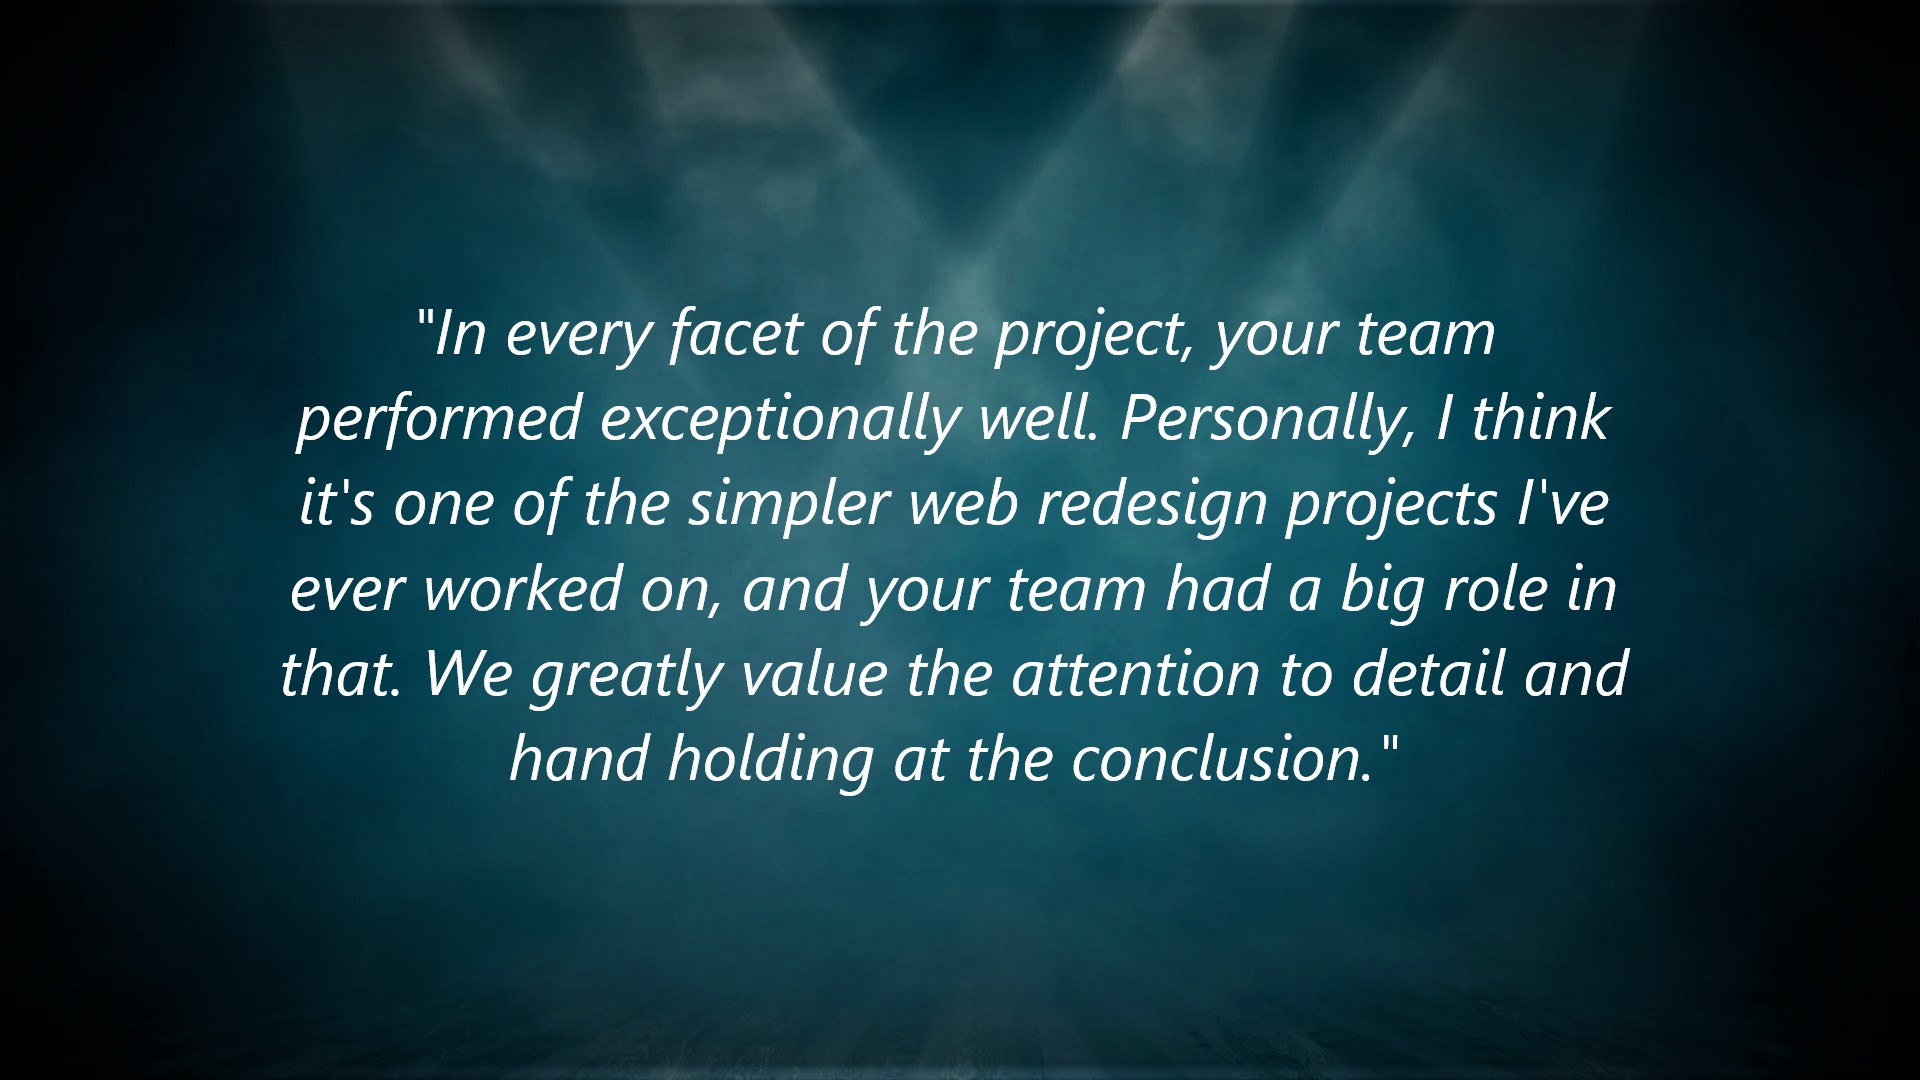 "In every facet of the project, your team
performed exceptionally well. Personally, I think
it's one of the simpler web redesign projects I've
ever worked on, and your team had a big role in
that. We greatly value the attention to detail and
hand holding at the conclusion."